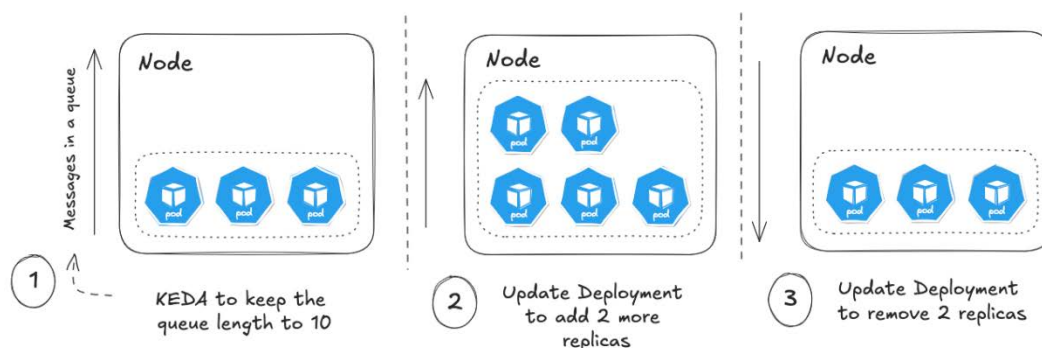 Messages in a queue
Node
pod
pod
pod
1
KEDA to keep the
queue length to 10
Node
pod
pod
pod
pod
pod
2
Update Deployment
to add 2 more
replicas
Node
pod
pod
pod
3
Update Deployment
to remove 2 replicas